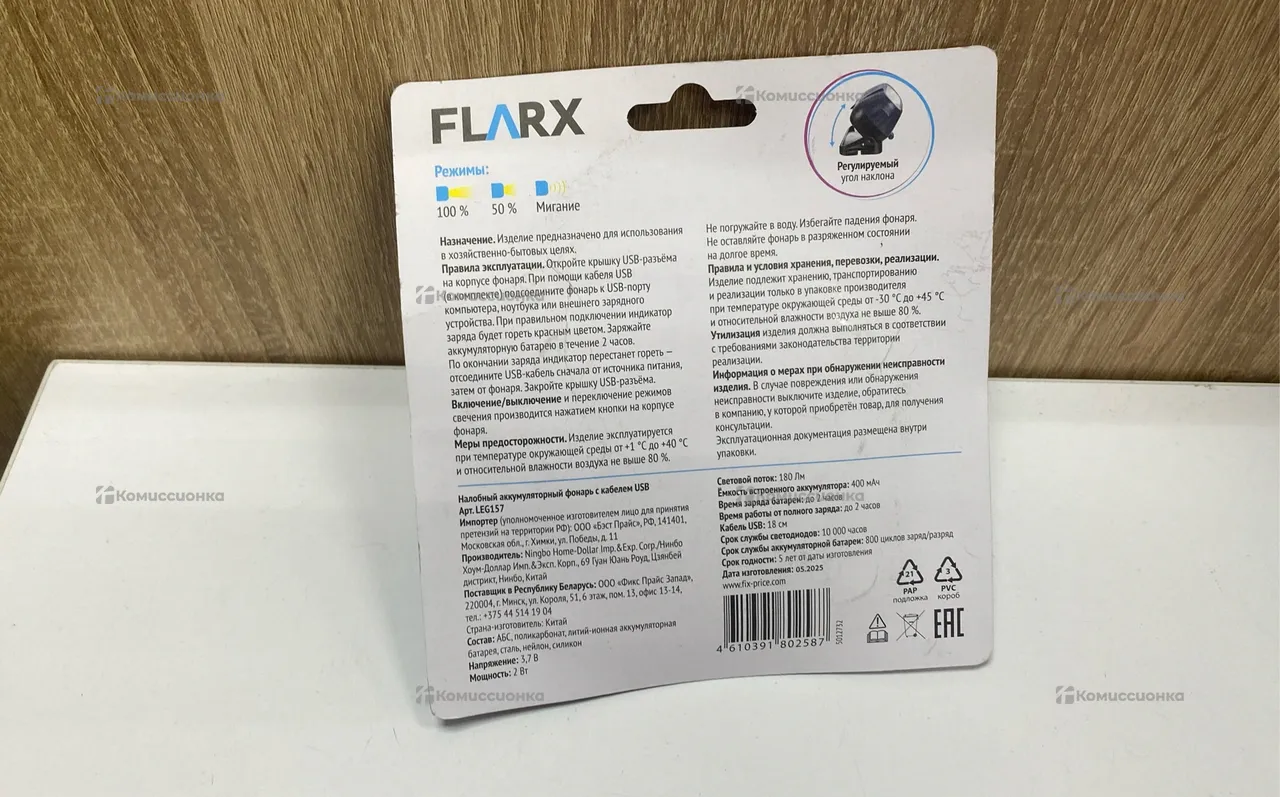 FLARX
Режимы:
100 %
50 %
Мигание
Регулируемый
угол наклона
Назначение. Изделие предназначено для использования
в хозяйственно-бытовых целях.
Правила эксплуатации. Откройте крышку USB-разъёма
на корпусе фонаря. При помощи кабеля USB
(в комплекте) подсоедините фонарь к USB-порту
компьютера, ноутбука или внешнего зарядного
устройства. При правильном подключении индикатор
заряда будет гореть красным цветом. Заряжайте
аккумуляторную батарею в течение 2 часов.
По окончании заряда индикатор перестанет гореть —
отсоедините USB-кабель сначала от источника питания,
затем от фонаря. Закройте крышку USB-разъёма.
Включение/выключение и переключение режимов
свечения производится нажатием кнопки на корпусе
фонаря.
Меры предосторожности. Изделие эксплуатируется
при температуре окружающей среды от +1 °C до +40 °C
и относительной влажности воздуха не выше 80 %.
Не погружайте в воду. Избегайте падения фонаря.
Не оставляйте фонарь в разряженном состоянии
на долгое время.
Правила и условия хранения, перевозки, реализации.
Изделие подлежит хранению, транспортированию
и реализации только в упаковке производителя
при температуре окружающей среды от -30 °C до +45 °C
и относительной влажности воздуха не выше 80 %.
Утилизация изделия должна выполняться в соответствии
с требованиями законодательства территории
реализации.
Информация о мерах при обнаружении неисправности
изделия. В случае повреждения или обнаружения
неисправности выключите изделие, обратитесь
в компанию, у которой приобретён товар, для получения
консультации.
Эксплуатационная документация размещена внутри
упаковки.
Налобный аккумуляторный фонарь с кабелем USB
Арт. LEG157
Импортер (уполномоченное изготовителем лицо для принятия
претензий на территории РФ): ООО «Бэст Прайс», РФ, 141401,
Московская обл., г. Химки, ул. Победы, д. 11
Производитель: Ningbo Home-Dollar Imp.&Exp. Corp./Нинбо
Хоум-Доллар Имп.&Эксп. Корп., 69 Гуан Юань Роуд, Цзянбей
дистрикт, Нинбо, Китай
Поставщик в Республику Беларусь: ООО «Фикс Прайс Запад»,
220004, г. Минск, ул. Короля, 51, 6 этаж, пом. 13, офис 13-14,
тел.: +375 44 514 19 04
Страна-изготовитель: Китай
Состав: АБС, поликарбонат, литий-ионная аккумуляторная
батарея, сталь, нейлон, силикон
Напряжение: 3,7 В
Мощность: 2 Вт
Световой поток: 180 Лм
Ёмкость встроенного аккумулятора: 400 мАч
Время заряда батареи: до 2 часов
Время работы от полного заряда: до 2 часов
Кабель USB: 18 см
Срок службы светодиодов: 10 000 часов
Срок службы аккумуляторной батареи: 800 циклов заряд/разряд
Срок годности: 5 лет от даты изготовления
Дата изготовления: 05.2025
www.fix-price.com
4 610391 802587
5012732
21
PAP
подложка
3
PVC
короб
EAC
Комиссионка
Комиссионка
Комиссионка
Комиссионка
Комиссионка
Комиссионка
Комиссионка
Комиссионка